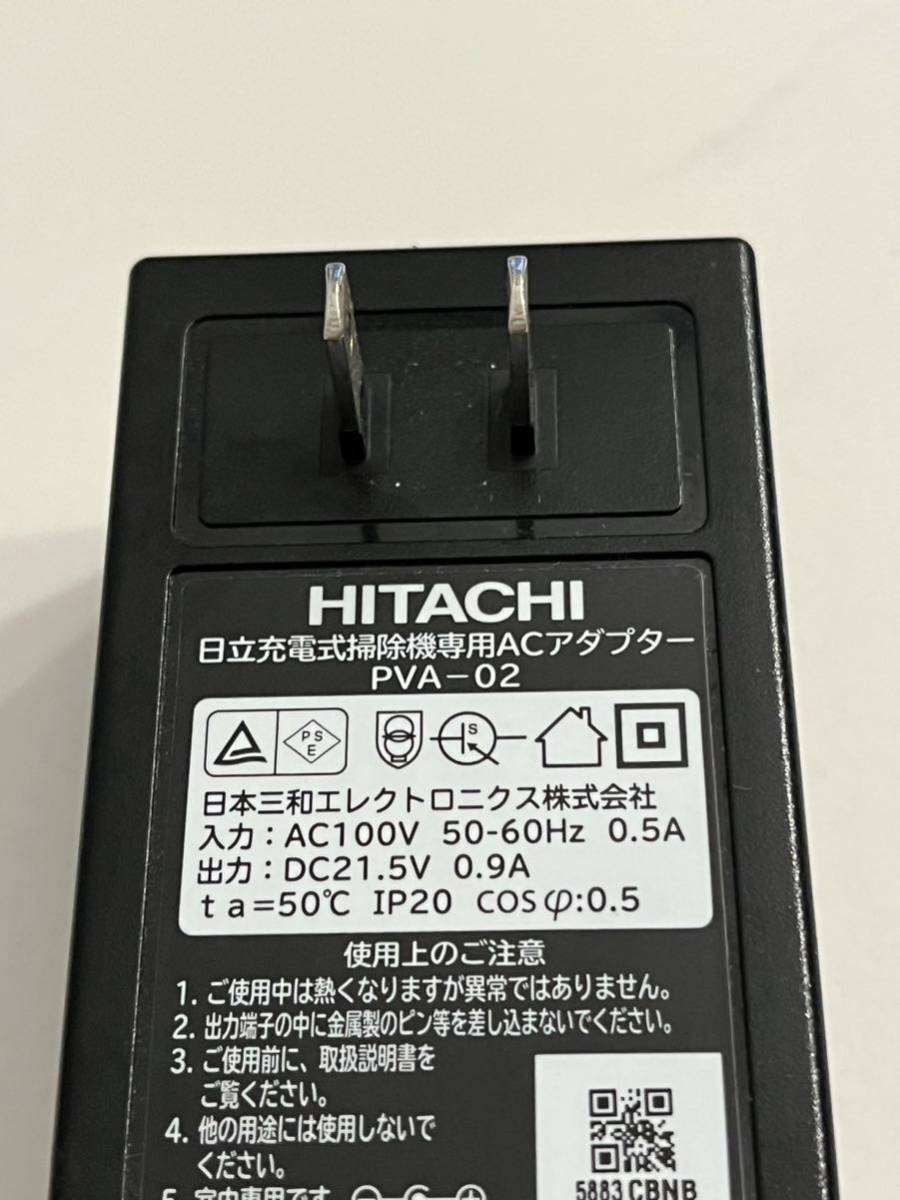 HITACHI
日立充電式掃除機専用ACアダプター
PVA-02
PS
E
S
日本三和エレクトロニクス株式会社
入力：AC100V 50-60Hz 0.5A
出力：DC21.5V 0.9A
ta=50℃ IP20 COSφ:0.5
使用上のご注意
1. ご使用中は熱くなりますが異常ではありません。
2. 出力端子の中に金属製のピン等を差し込まないでください。
3. ご使用前に、取扱説明書を
ご覧ください。
4. 他の用途には使用しないで
ください。
5. 室内専用です
5883 CBNB